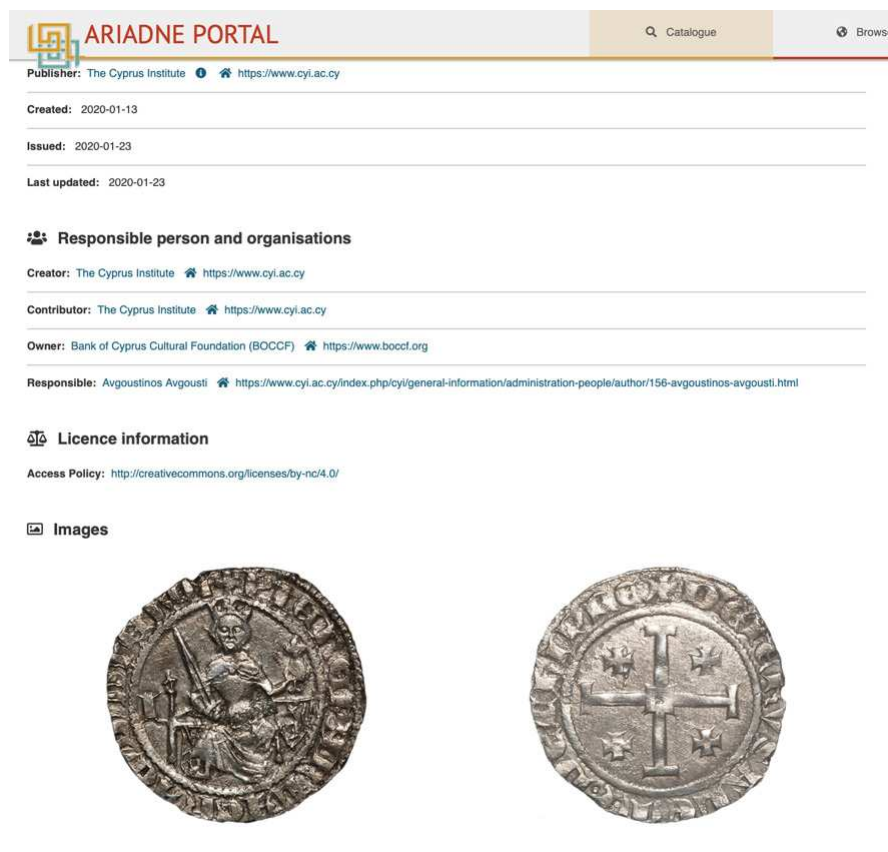 ARIADNE PORTAL
Catalogue
Brows
Publisher: The Cyprus Institute https://www.cyi.ac.cy
Created: 2020-01-13
Issued: 2020-01-23
Last updated: 2020-01-23
Responsible person and organisations
Creator: The Cyprus Institute https://www.cyi.ac.cy
Contributor: The Cyprus Institute https://www.cyi.ac.cy
Owner: Bank of Cyprus Cultural Foundation (BOCCF) https://www.boccf.org
Responsible: Avgoustinos Avgousti https://www.cyi.ac.cy/index.php/cyi/general-information/administration-people/author/156-avgoustinos-avgousti.html
Licence information
Access Policy: http://creativecommons.org/licenses/by-nc/4.0/
Images